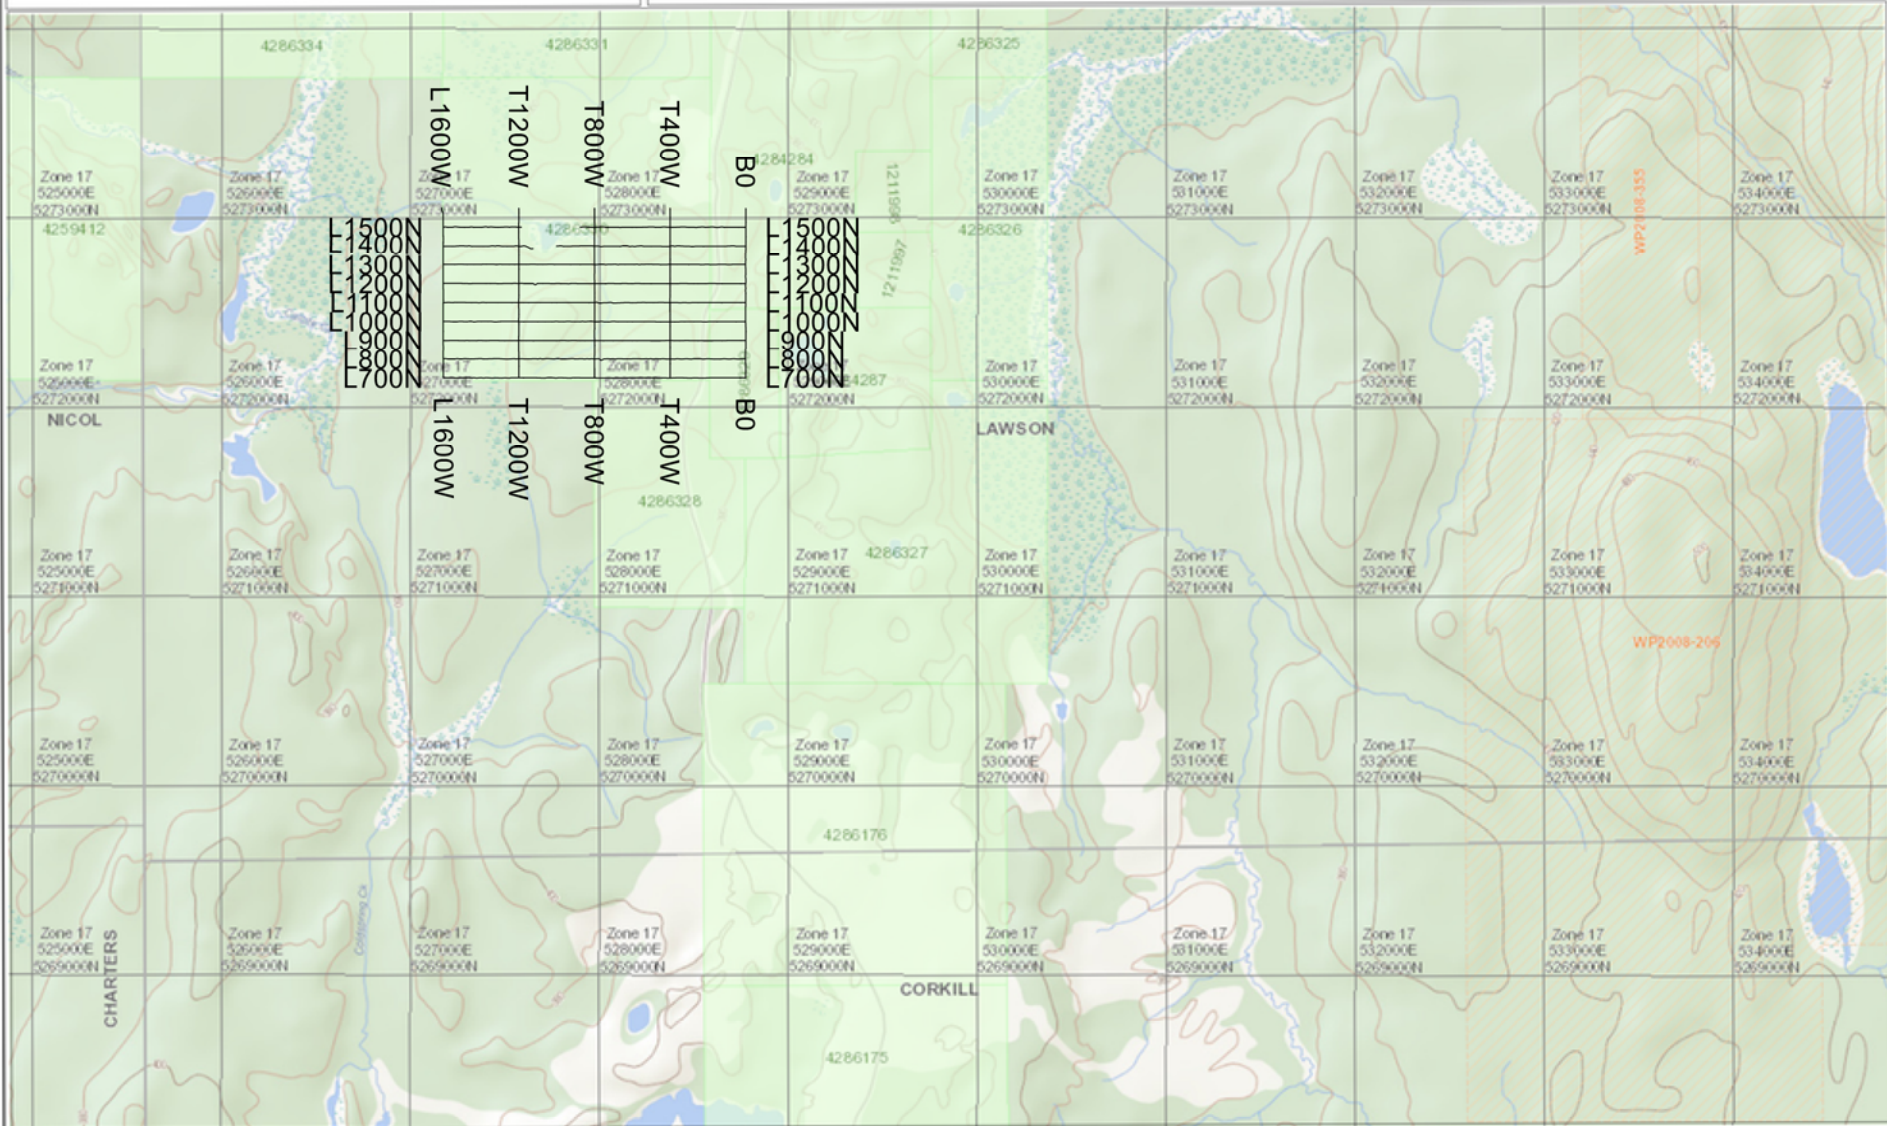 4286334
4286331
4286325
L1600W
T1200W
T800W
T400W
B0
4284284
1211998
WP2008-355
Zone 17
525000E
5273000N
Zone 17
526000E
5273000N
Zone 17
527000E
5273000N
Zone 17
528000E
5273000N
Zone 17
529000E
5273000N
Zone 17
530000E
5273000N
Zone 17
531000E
5273000N
Zone 17
532000E
5273000N
Zone 17
533000E
5273000N
Zone 17
534000E
5273000N
4259412
4286330
4286326
1211997
L1500N
L1400N
L1300N
L1200N
L1100N
L1000N
L900N
L800N
L700N
L1500N
L1400N
L1300N
L1200N
L1100N
L1000N
L900N
L800N
L700N
Zone 17
525000E
5272000N
Zone 17
526000E
5272000N
Zone 17
527000E
5272000N
Zone 17
528000E
5272000N
5272000N
Zone 17
530000E
5272000N
Zone 17
531000E
5272000N
Zone 17
532000E
5272000N
Zone 17
533000E
5272000N
Zone 17
534000E
5272000N
NICOL
LAWSON
L1600W
T1200W
T800W
T400W
B0
4286328
4286327
Zone 17
525000E
5271000N
Zone 17
526000E
5271000N
Zone 17
527000E
5271000N
Zone 17
528000E
5271000N
Zone 17
529000E
5271000N
Zone 17
530000E
5271000N
Zone 17
531000E
5271000N
Zone 17
532000E
5271000N
Zone 17
533000E
5271000N
Zone 17
534000E
5271000N
WP2008-206
Zone 17
525000E
5270000N
Zone 17
526000E
5270000N
Zone 17
527000E
5270000N
Zone 17
528000E
5270000N
Zone 17
529000E
5270000N
Zone 17
530000E
5270000N
Zone 17
531000E
5270000N
Zone 17
532000E
5270000N
Zone 17
533000E
5270000N
Zone 17
534000E
5270000N
4286176
Zone 17
525000E
5269000N
Zone 17
526000E
5269000N
Zone 17
527000E
5269000N
Zone 17
528000E
5269000N
Zone 17
529000E
5269000N
Zone 17
530000E
5269000N
Zone 17
531000E
5269000N
Zone 17
532000E
5269000N
Zone 17
533000E
5269000N
Zone 17
534000E
5269000N
CHARTERS
CORKILL
4286175